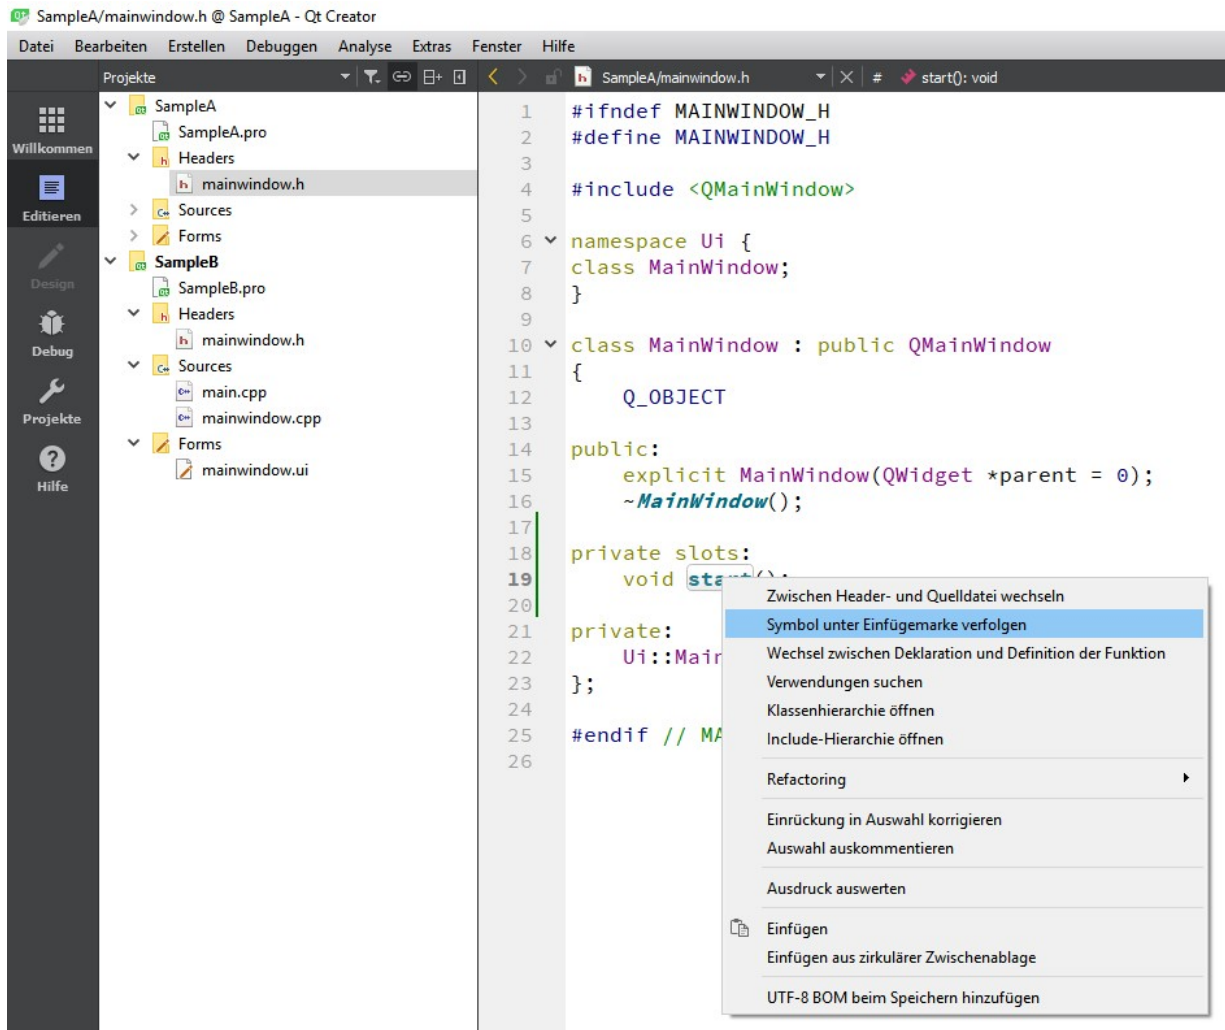 SampleA/mainwindow.h @ SampleA - Qt Creator
Datei Bearbeiten Erstellen Debuggen Analyse Extras Fenster Hilfe
Projekte
SampleA/mainwindow.h
# start(): void
Willkommen
Editieren
Design
Debug
Projekte
Hilfe
SampleA
SampleA.pro
Headers
mainwindow.h
Sources
Forms
SampleB
SampleB.pro
Headers
mainwindow.h
Sources
main.cpp
mainwindow.cpp
Forms
mainwindow.ui
1 #ifndef MAINWINDOW_H
2 #define MAINWINDOW_H
3
4 #include <QMainWindow>
5
6 namespace Ui {
7 class MainWindow;
8 }
9
10 class MainWindow : public QMainWindow
11 {
12 Q_OBJECT
13
14 public:
15 explicit MainWindow(QWidget *parent = 0);
16 ~MainWindow();
17
18 private slots:
19 void start();
20
21 private:
22 Ui::Mair
23 };
24
25 #endif // MA
26
Zwischen Header- und Quelldatei wechseln
Symbol unter Einfügemarke verfolgen
Wechsel zwischen Deklaration und Definition der Funktion
Verwendungen suchen
Klassenhierarchie öffnen
Include-Hierarchie öffnen
Refactoring
Einrückung in Auswahl korrigieren
Auswahl auskommentieren
Ausdruck auswerten
Einfügen
Einfügen aus zirkulärer Zwischenablage
UTF-8 BOM beim Speichern hinzufügen